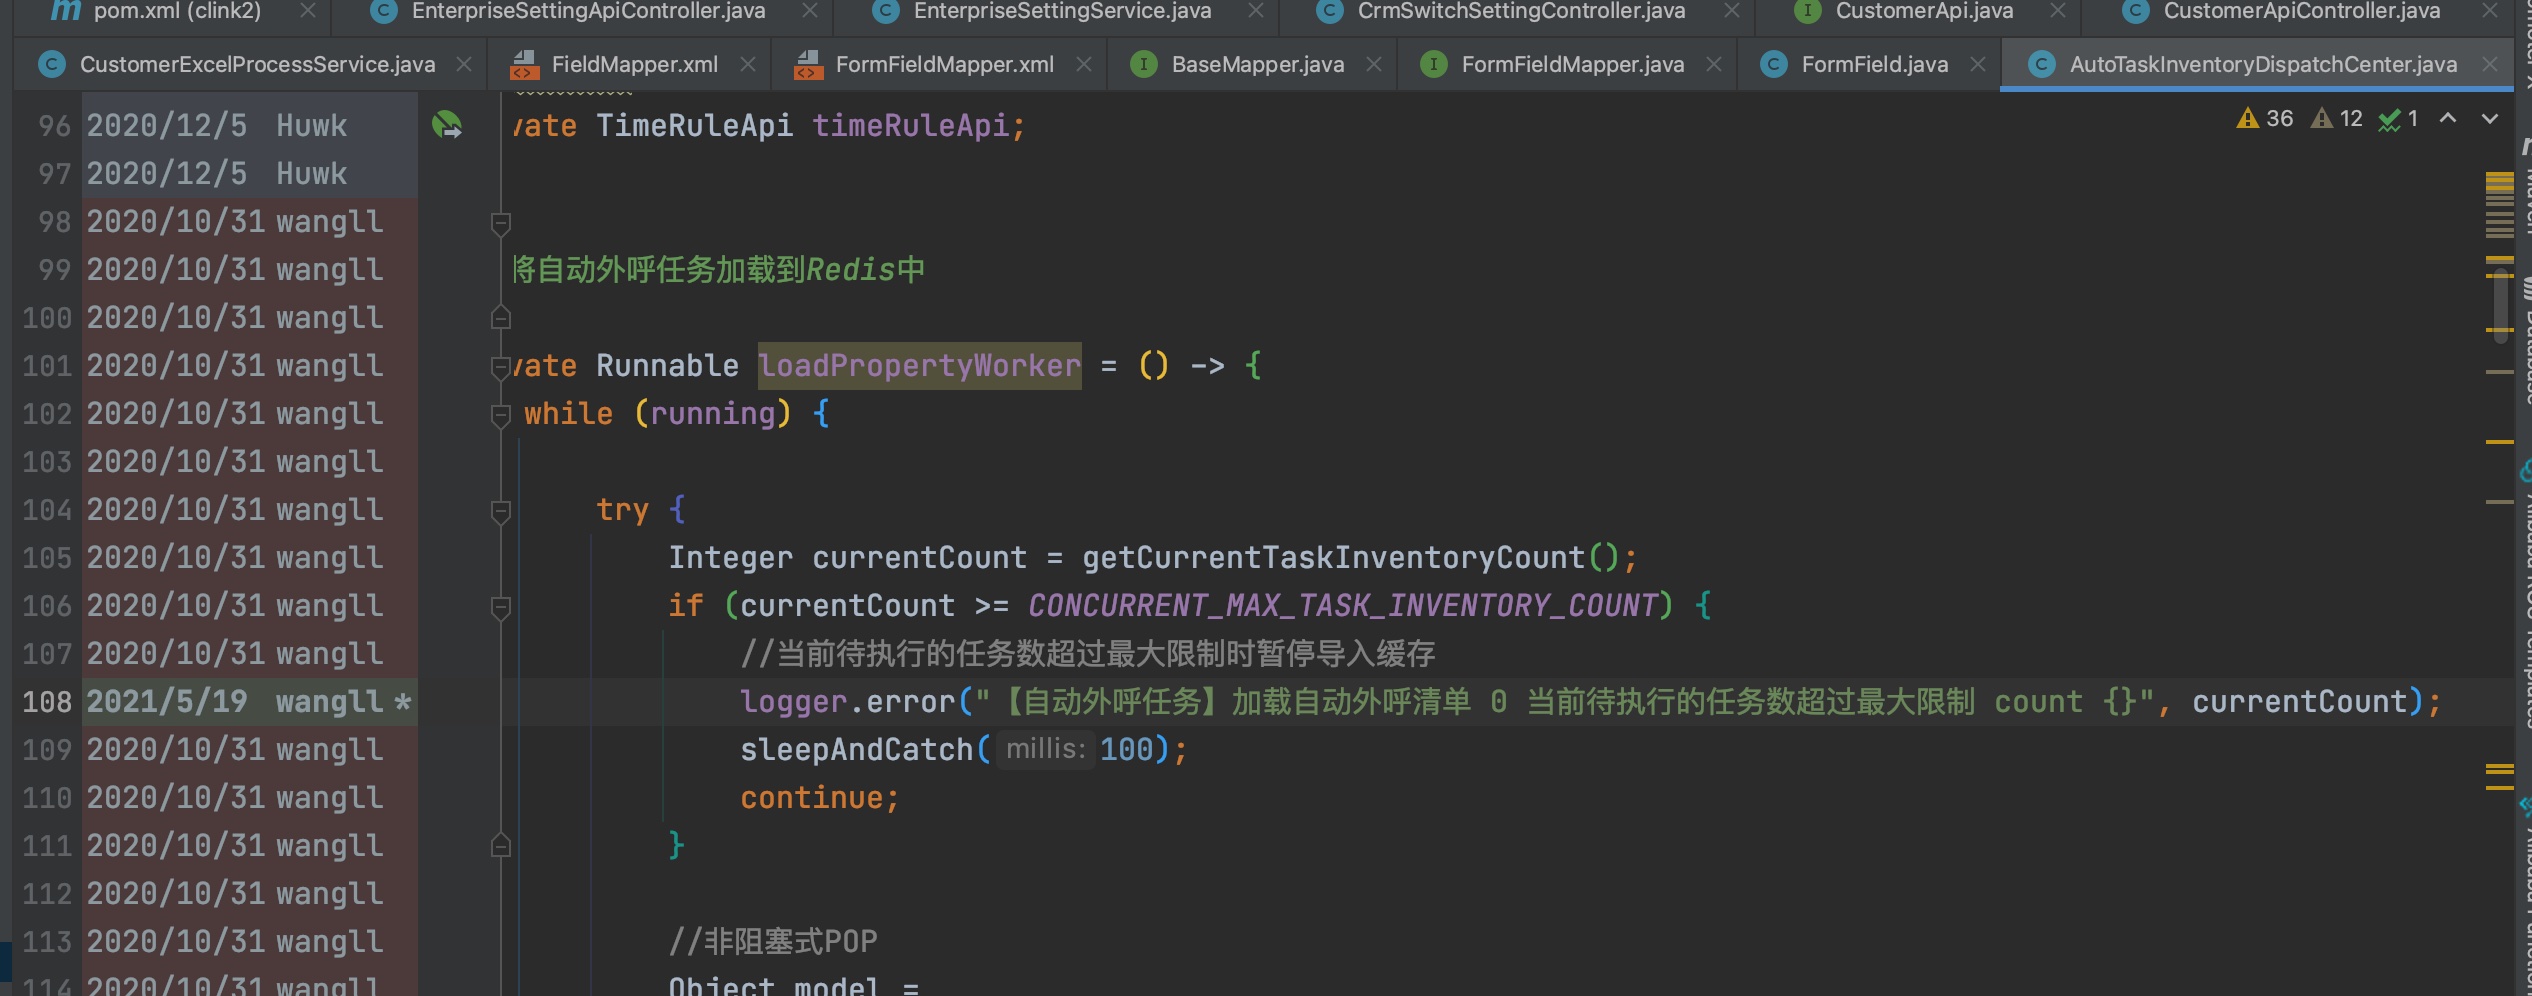 pom.xml (clink2) EnterpriseSettingApiController.java EnterpriseSettingService.java CrmSwitchSettingController.java CustomerApi.java CustomerApiController.java
CustomerExcelProcessService.java FieldMapper.xml FormFieldMapper.xml BaseMapper.java FormFieldMapper.java FormField.java AutoTaskInventoryDispatchCenter.java
36 12 1
96 2020/12/5 Huwk vate TimeRuleApi timeRuleApi;
97 2020/12/5 Huwk
98 2020/10/31 wangll
99 2020/10/31 wangll 将自动外呼任务加载到Redis中
100 2020/10/31 wangll
101 2020/10/31 wangll vate Runnable loadPropertyWorker = () -> {
102 2020/10/31 wangll while (running) {
103 2020/10/31 wangll
104 2020/10/31 wangll try {
105 2020/10/31 wangll Integer currentCount = getCurrentTaskInventoryCount();
106 2020/10/31 wangll if (currentCount >= CONCURRENT_MAX_TASK_INVENTORY_COUNT) {
107 2020/10/31 wangll //当前待执行的任务数超过最大限制时暂停导入缓存
108 2021/5/19 wangll * logger.error("【自动外呼任务】加载自动外呼清单 0 当前待执行的任务数超过最大限制 count {}", currentCount);
109 2020/10/31 wangll sleepAndCatch( millis: 100);
110 2020/10/31 wangll continue;
111 2020/10/31 wangll }
112 2020/10/31 wangll
113 2020/10/31 wangll //非阻塞式POP
114 2020/10/31 wangll Object model =